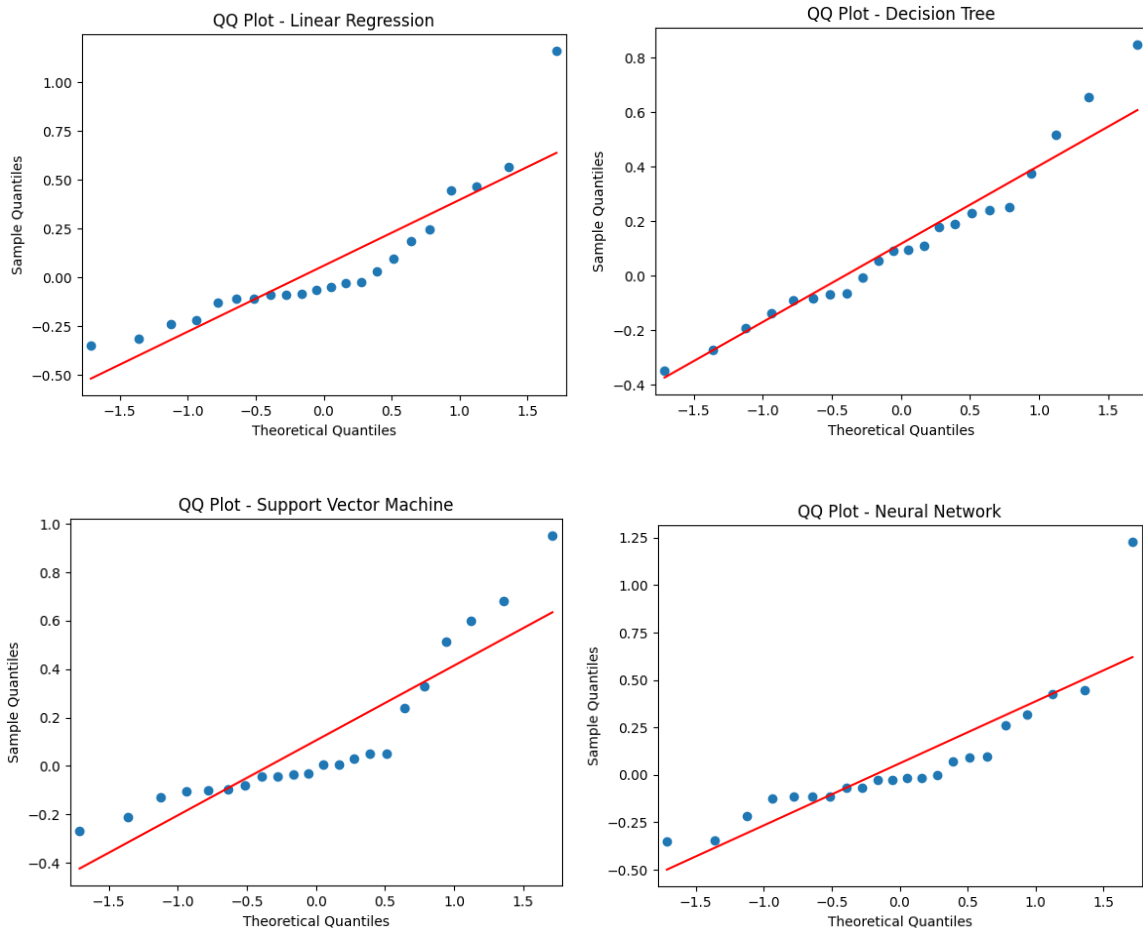 QQ Plot - Linear Regression
1.00
0.75
0.50
0.25
0.00
−0.25
−0.50
Sample Quantiles
−1.5 −1.0 −0.5 0.0 0.5 1.0 1.5
Theoretical Quantiles
QQ Plot - Decision Tree
0.8
0.6
0.4
0.2
0.0
−0.2
−0.4
Sample Quantiles
−1.5 −1.0 −0.5 0.0 0.5 1.0 1.5
Theoretical Quantiles
QQ Plot - Support Vector Machine
1.0
0.8
0.6
0.4
0.2
0.0
−0.2
−0.4
Sample Quantiles
−1.5 −1.0 −0.5 0.0 0.5 1.0 1.5
Theoretical Quantiles
QQ Plot - Neural Network
1.25
1.00
0.75
0.50
0.25
0.00
−0.25
−0.50
Sample Quantiles
−1.5 −1.0 −0.5 0.0 0.5 1.0 1.5
Theoretical Quantiles